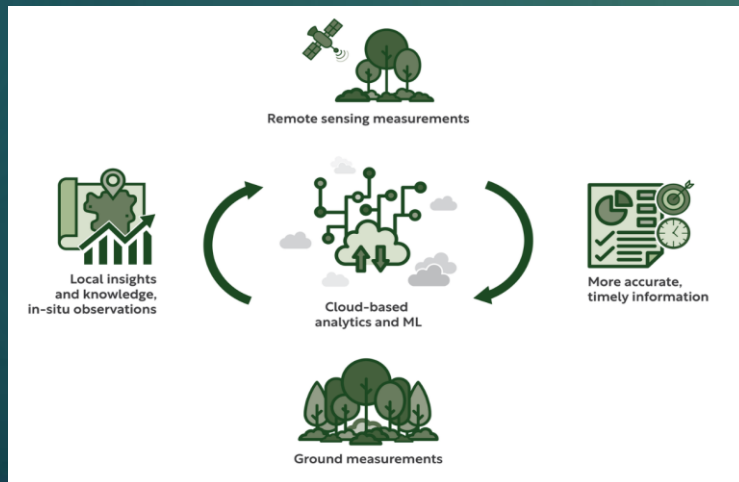 Remote sensing measurements
Local insights
and knowledge,
in-situ observations
Cloud-based
analytics and ML
More accurate,
timely information
Ground measurements